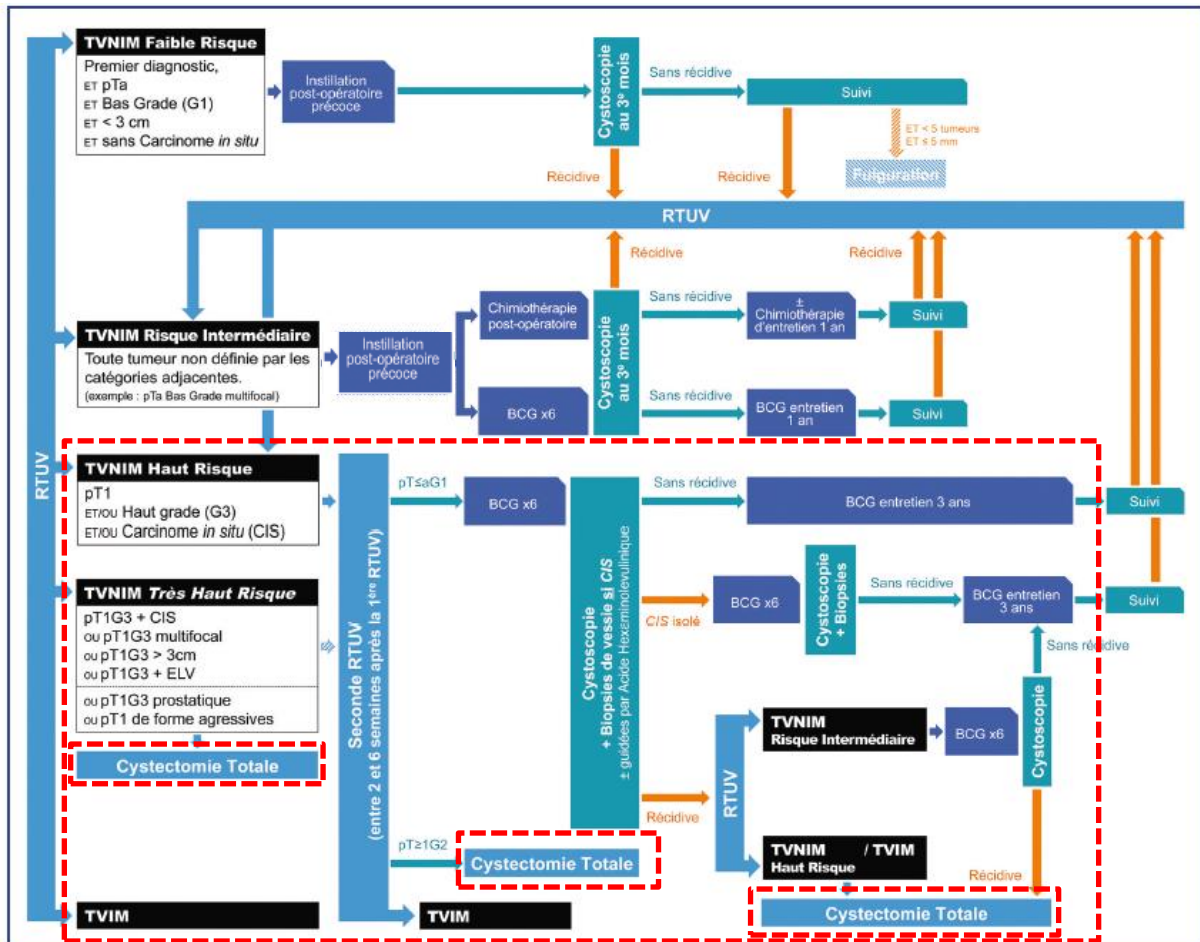 TVNIM Faible Risque
Premier diagnostic,
ET pTa
ET Bas Grade (G1)
ET < 3 cm
ET sans Carcinome in situ
Instillation
post-opératoire
précoce
Cystoscopie
au 3e mois
Sans récidive
Suivi
ET < 5 tumeurs
ET ≤ 5 mm
Fulguration
Récidive
Récidive
RTUV
RTUV
Récidive
Récidive
TVNIM Risque Intermédiaire
Toute tumeur non définie par les
catégories adjacentes.
(exemple : pTa Bas Grade multifocal)
Instillation
post-opératoire
précoce
Chimiothérapie
post-opératoire
BCG x6
Cystoscopie
au 3e mois
Sans récidive
±
Chimiothérapie
d'entretien 1 an
Suivi
Sans récidive
BCG entretien
1 an
Suivi
TVNIM Haut Risque
pT1
ET/OU Haut grade (G3)
ET/OU Carcinome in situ (CIS)
TVNIM Très Haut Risque
pT1G3 + CIS
OU pT1G3 multifocal
OU pT1G3 > 3cm
OU pT1G3 + ELV
OU pT1G3 prostatique
OU pT1 de forme agressives
Cystectomie Totale
TVIM
Seconde RTUV
(entre 2 et 6 semaines après la 1ère RTUV)
pT≤aG1
BCG x6
pT≥1G2
Cystectomie Totale
TVIM
Cystoscopie
+ Biopsies de vessie si CIS
± guidées par Acide Hexéminolevulinique
Sans récidive
BCG entretien 3 ans
Suivi
CIS isolé
BCG x6
Cystoscopie
+ Biopsies
Sans récidive
BCG entretien
3 ans
Suivi
Sans récidive
Récidive
RTUV
TVNIM
Risque Intermédiaire
BCG x6
Cystoscopie
TVNIM / TVIM
Haut Risque
Récidive
Cystectomie Totale